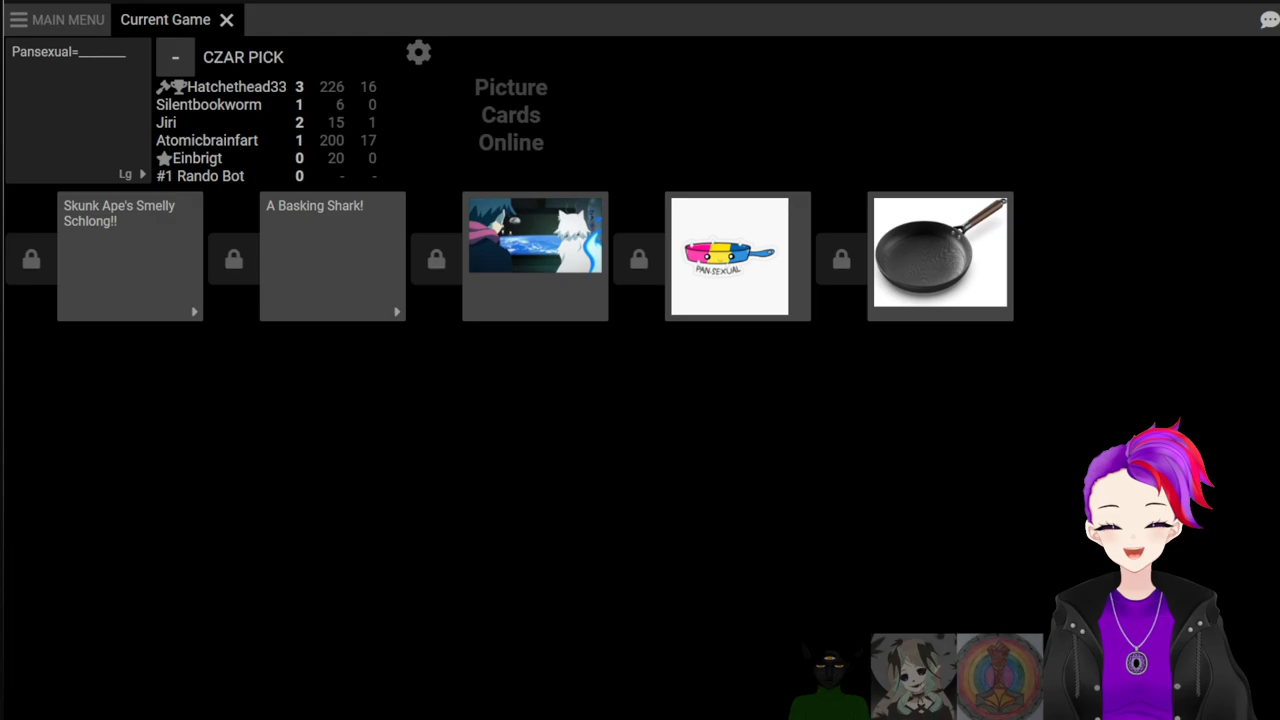 MAIN MENU
Current Game
Pansexual=_______
Lg
- CZAR PICK
Hatchethead33 3 226 16
Silentbookworm 1 6 0
Jiri 2 15 1
Atomicbrainfart 1 200 17
Einbrigt 0 20 0
#1 Rando Bot 0 - -
Picture
Cards
Online
Skunk Ape's Smelly
Schlong!!
A Basking Shark!
PAN-SEXUAL